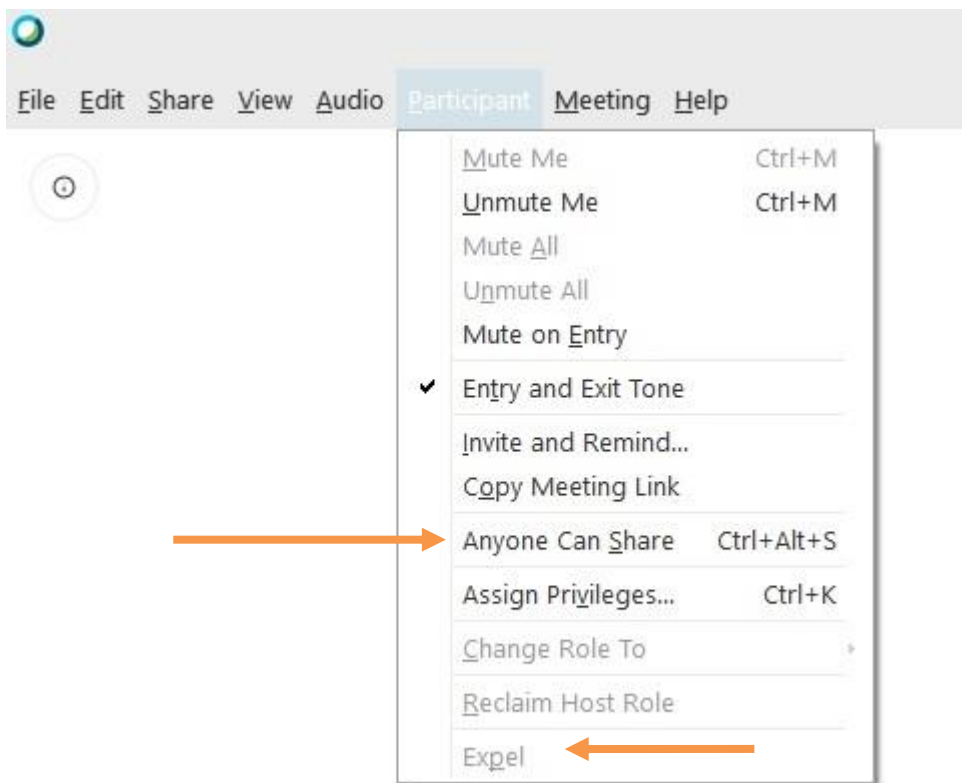 File Edit Share View Audio Participant Meeting Help
Mute Me Ctrl+M
Unmute Me Ctrl+M
Mute All
Unmute All
Mute on Entry
Entry and Exit Tone
Invite and Remind...
Copy Meeting Link
Anyone Can Share Ctrl+Alt+S
Assign Privileges... Ctrl+K
Change Role To
Reclaim Host Role
Expel